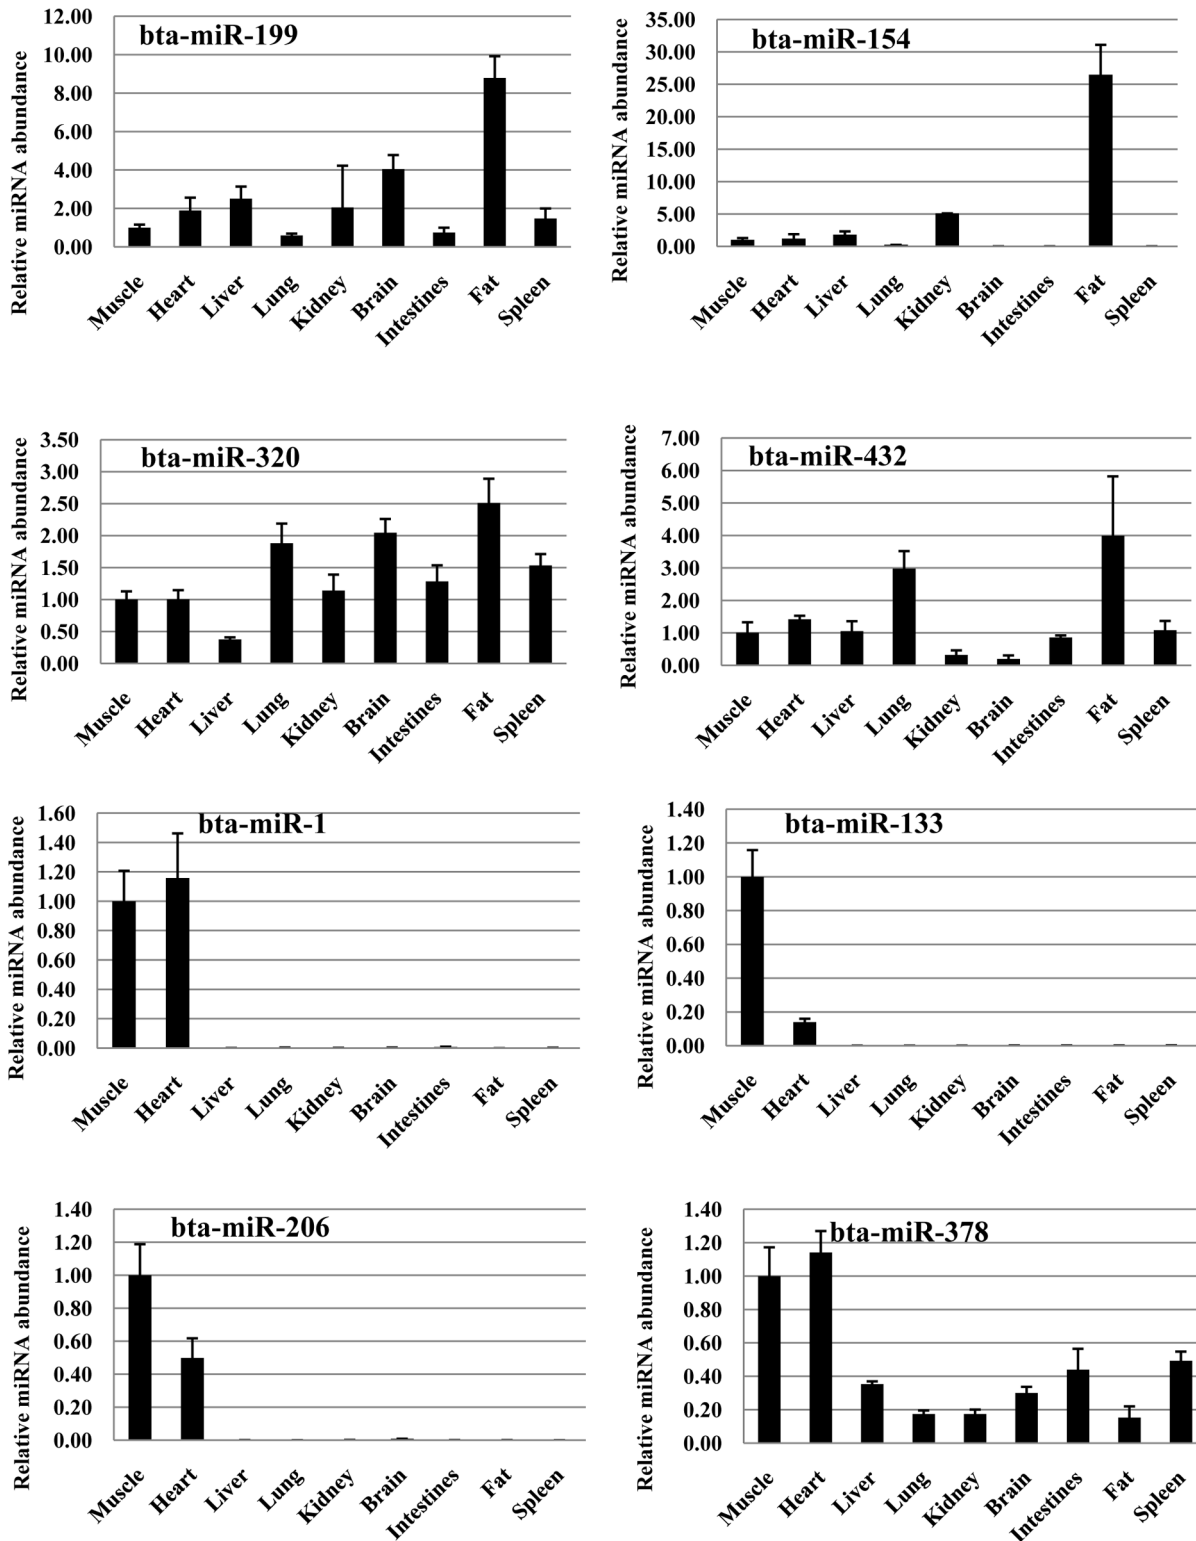 bta-miR-199
Relative miRNA abundance
12.00
10.00
8.00
6.00
4.00
2.00
0.00
Muscle
Heart
Liver
Lung
Kidney
Brain
Intestines
Fat
Spleen
bta-miR-154
Relative miRNA abundance
35.00
30.00
25.00
20.00
15.00
10.00
5.00
0.00
Muscle
Heart
Liver
Lung
Kidney
Brain
Intestines
Fat
Spleen
bta-miR-320
Relative miRNA abundance
3.50
3.00
2.50
2.00
1.50
1.00
0.50
0.00
Muscle
Heart
Liver
Lung
Kidney
Brain
Intestines
Fat
Spleen
bta-miR-432
Relative miRNA abundance
7.00
6.00
5.00
4.00
3.00
2.00
1.00
0.00
Muscle
Heart
Liver
Lung
Kidney
Brain
Intestines
Fat
Spleen
bta-miR-1
Relative miRNA abundance
1.60
1.40
1.20
1.00
0.80
0.60
0.40
0.20
0.00
Muscle
Heart
Liver
Lung
Kidney
Brain
Intestines
Fat
Spleen
bta-miR-133
Relative miRNA abundance
1.40
1.20
1.00
0.80
0.60
0.40
0.20
0.00
Muscle
Heart
Liver
Lung
Kidney
Brain
Intestines
Fat
Spleen
bta-miR-206
Relative miRNA abundance
1.40
1.20
1.00
0.80
0.60
0.40
0.20
0.00
Muscle
Heart
Liver
Lung
Kidney
Brain
Intestines
Fat
Spleen
bta-miR-378
Relative miRNA abundance
1.40
1.20
1.00
0.80
0.60
0.40
0.20
0.00
Muscle
Heart
Liver
Lung
Kidney
Brain
Intestines
Fat
Spleen